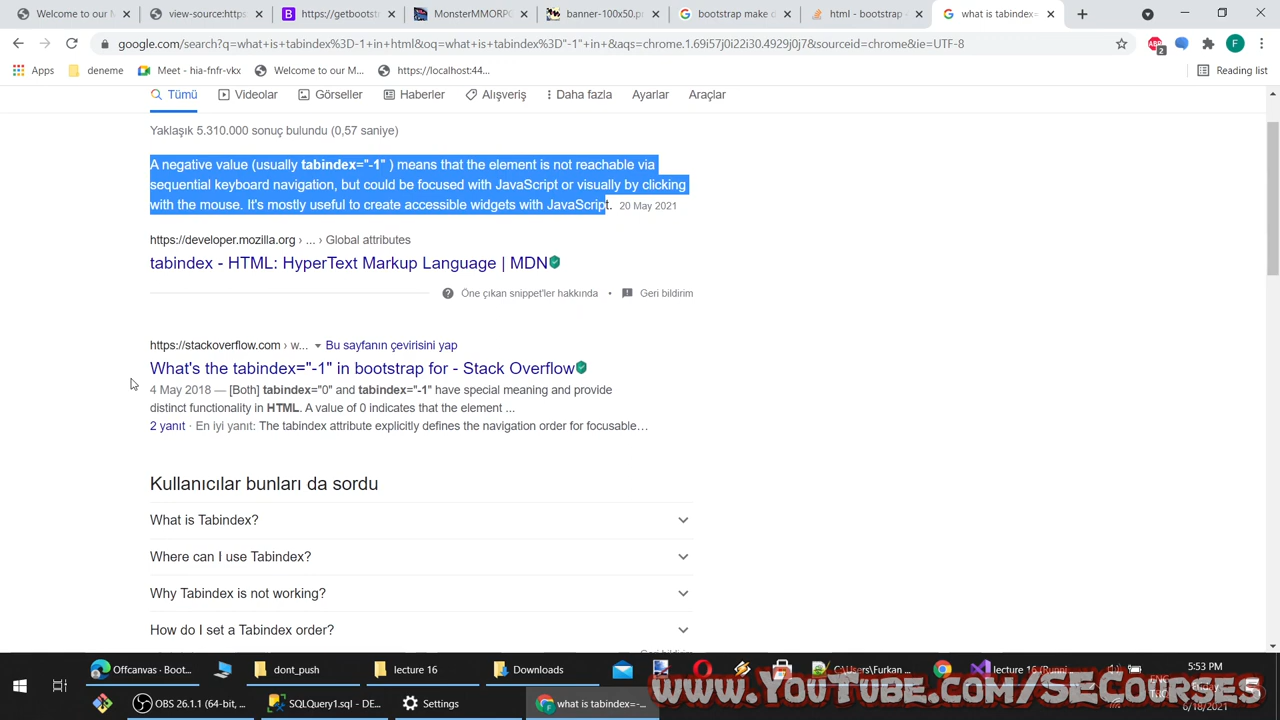 Welcome to our M
view-source:https:
https://getbootst
MonsterMMORPG
banner-100x50.p
bootstrap make o
html - bootstrap
what is tabindex=
google.com/search?q=what+is+tabindex%3D-1+in+html&oq=what+is+tabindex%3D"-1"+in+&aqs=chrome.1.69i57j0i22i30.4929j0j7&sourceid=chrome&ie=UTF-8
Apps
deneme
Meet - hia-fnfr-vkx
Welcome to our M...
https://localhost:44...
Reading list
Tümü
Videolar
Görseller
Haberler
Alışveriş
Daha fazla
Ayarlar
Araçlar
Yaklaşık 5.310.000 sonuç bulundu (0,57 saniye)
A negative value (usually tabindex="-1" ) means that the element is not reachable via
sequential keyboard navigation, but could be focused with JavaScript or visually by clicking
with the mouse. It's mostly useful to create accessible widgets with JavaScript. 20 May 2021
https://developer.mozilla.org › ... › Global attributes
tabindex - HTML: HyperText Markup Language | MDN
Öne çıkan snippet'ler hakkında • Geri bildirim
https://stackoverflow.com › w... Bu sayfanın çevirisini yap
What's the tabindex="-1" in bootstrap for - Stack Overflow
4 May 2018 — [Both] tabindex="0" and tabindex="-1" have special meaning and provide
distinct functionality in HTML. A value of 0 indicates that the element ...
2 yanıt · En iyi yanıt: The tabindex attribute explicitly defines the navigation order for focusable…
Kullanıcılar bunları da sordu
What is Tabindex?
Where can I use Tabindex?
Why Tabindex is not working?
How do I set a Tabindex order?
Offcanvas · Boot...
dont_push
lecture 16
Downloads
C:\Users\Furkan ...
lecture 16 (Runni
5:53 PM
ENG
6/18/2021
OBS 26.1.1 (64-bit, ...
SQLQuery1.sql - DE...
Settings
what is tabindex=-...
www.YouTube.com/SECourses